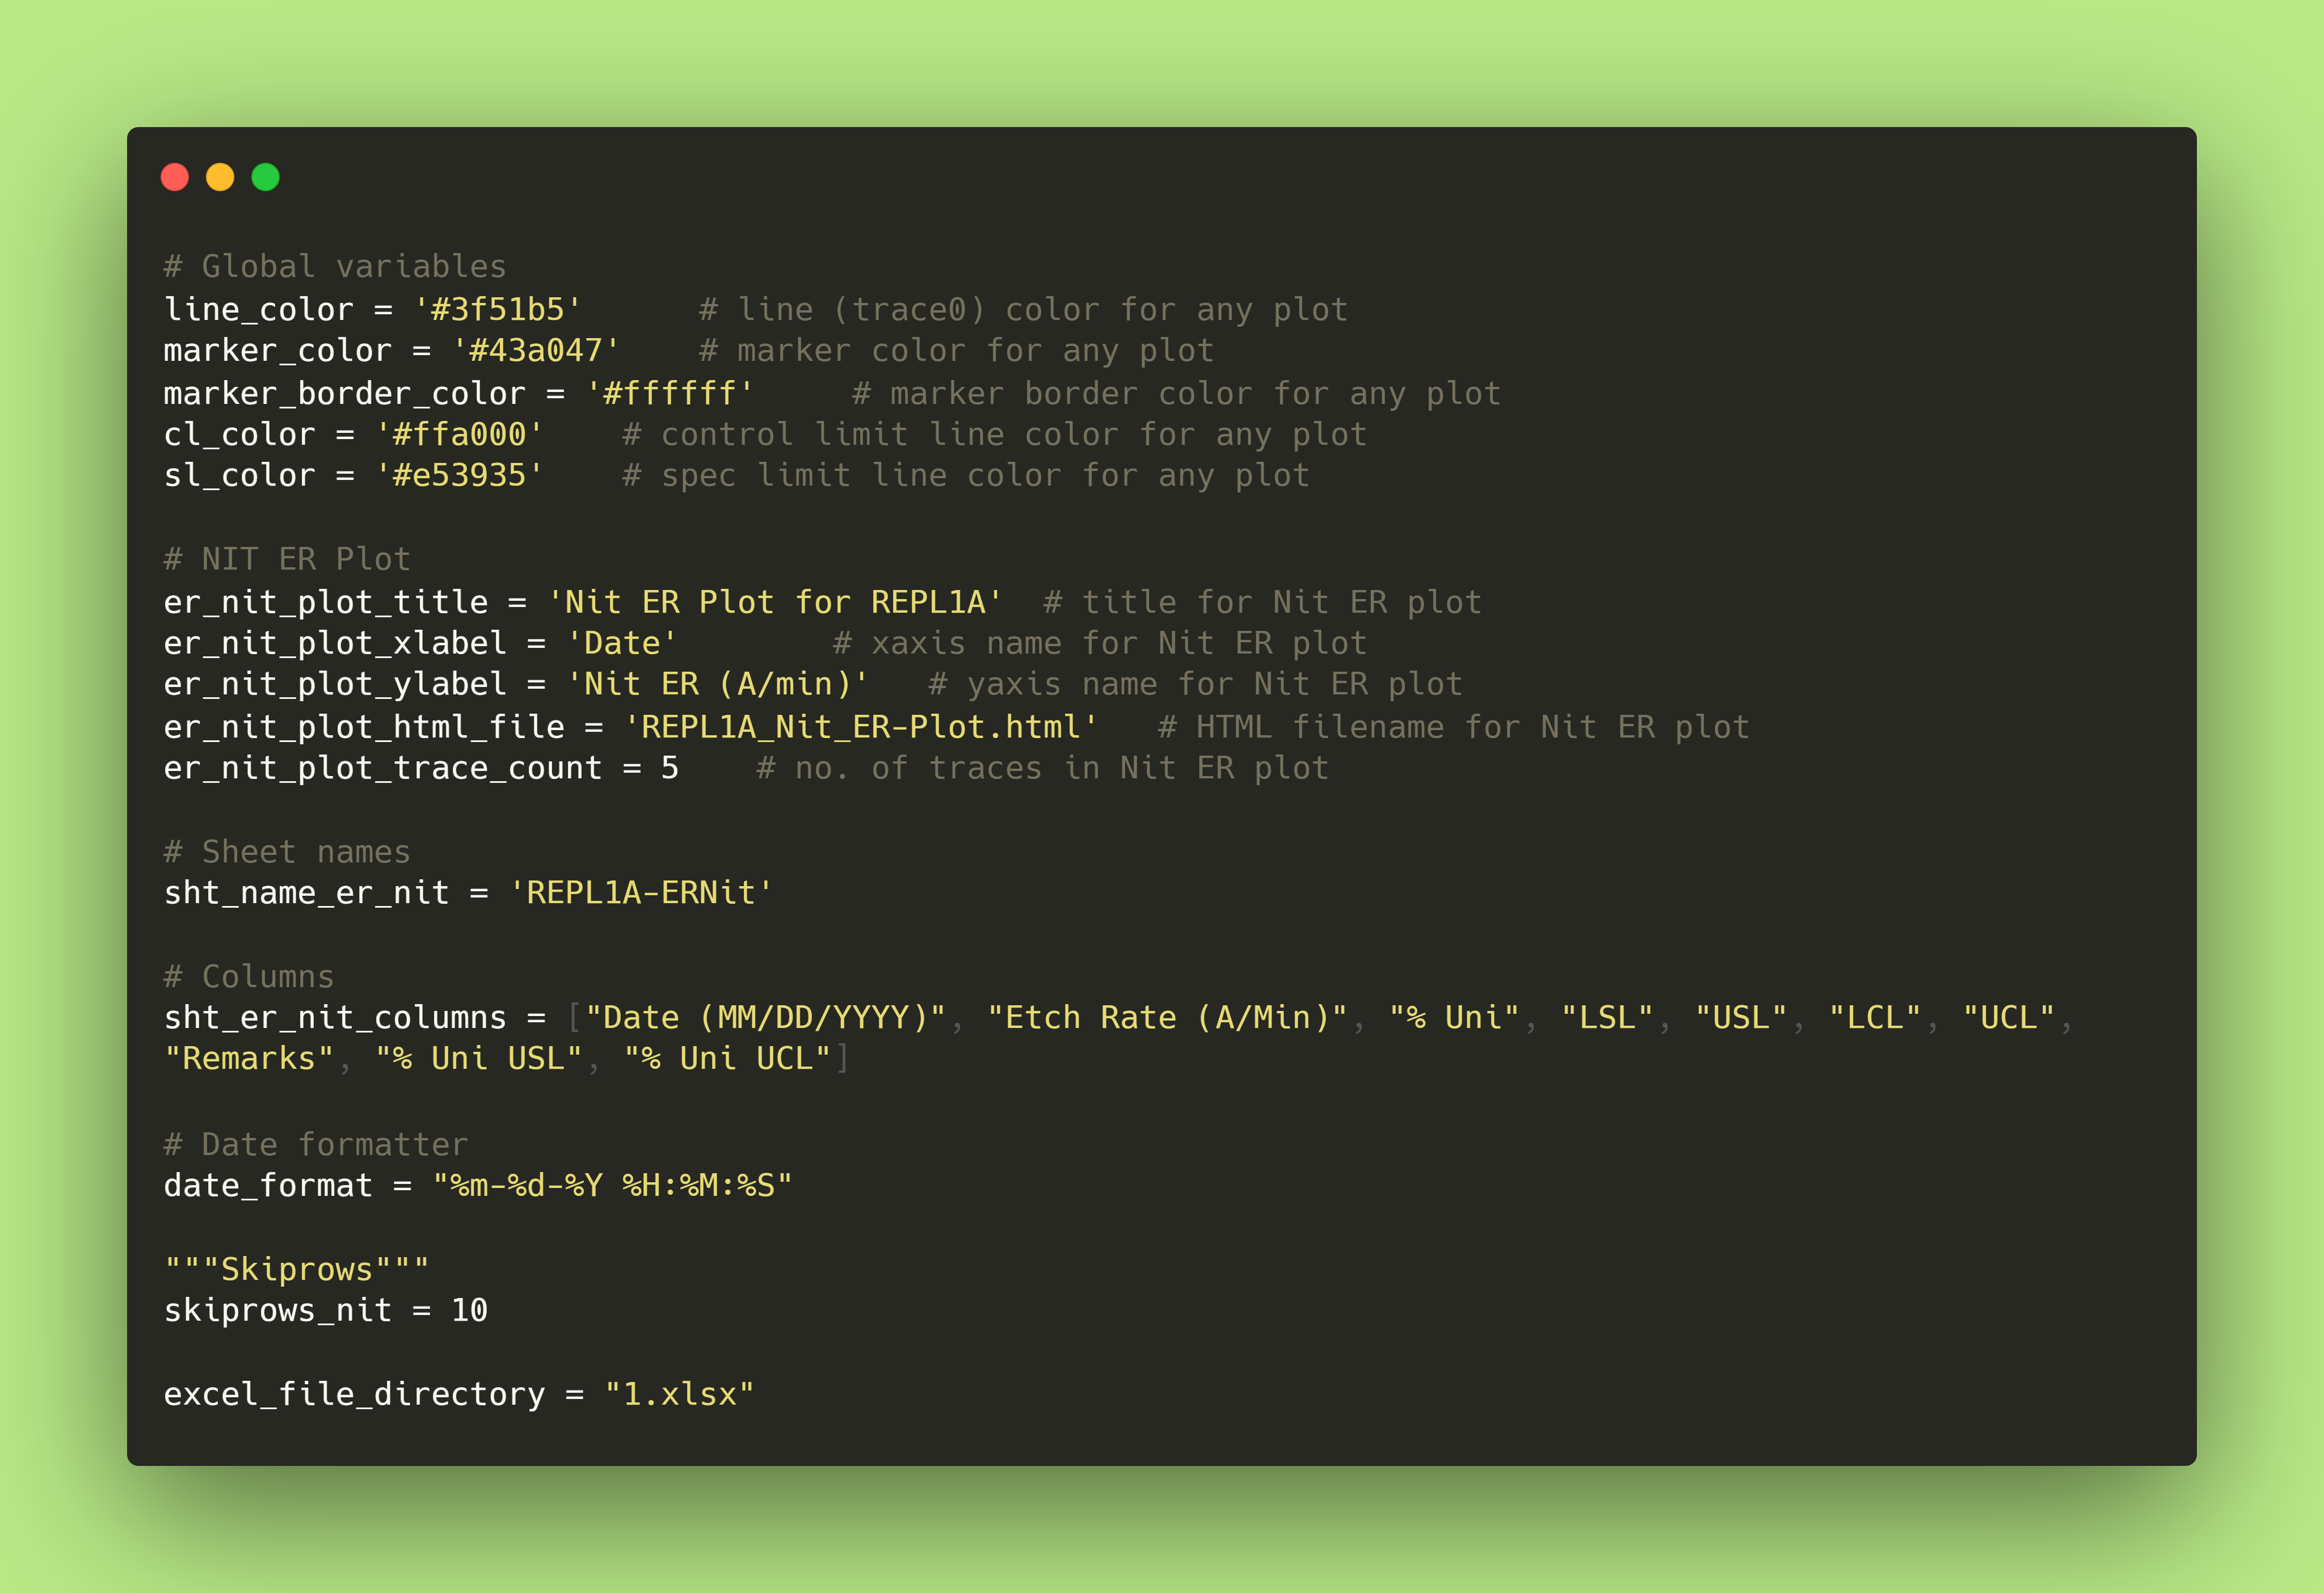 # Global variables
line_color = '#3f51b5'      # line (trace0) color for any plot
marker_color = '#43a047'    # marker color for any plot
marker_border_color = '#ffffff'     # marker border color for any plot
cl_color = '#ffa000'    # control limit line color for any plot
sl_color = '#e53935'    # spec limit line color for any plot

# NIT ER Plot
er_nit_plot_title = 'Nit ER Plot for REPL1A'  # title for Nit ER plot
er_nit_plot_xlabel = 'Date'        # xaxis name for Nit ER plot
er_nit_plot_ylabel = 'Nit ER (A/min)'   # yaxis name for Nit ER plot
er_nit_plot_html_file = 'REPL1A_Nit_ER-Plot.html'   # HTML filename for Nit ER plot
er_nit_plot_trace_count = 5    # no. of traces in Nit ER plot

# Sheet names
sht_name_er_nit = 'REPL1A-ERNit'

# Columns
sht_er_nit_columns = ["Date (MM/DD/YYYY)", "Etch Rate (A/Min)", "% Uni", "LSL", "USL", "LCL", "UCL",
"Remarks", "% Uni USL", "% Uni UCL"]

# Date formatter
date_format = "%m-%d-%Y %H:%M:%S"

"""Skiprows"""
skiprows_nit = 10

excel_file_directory = "1.xlsx"